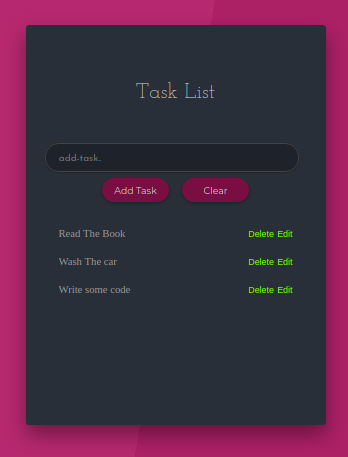 Task List
add-task.
Add Task Clear
Read The Book Delete Edit
Wash The car Delete Edit
Write some code Delete Edit